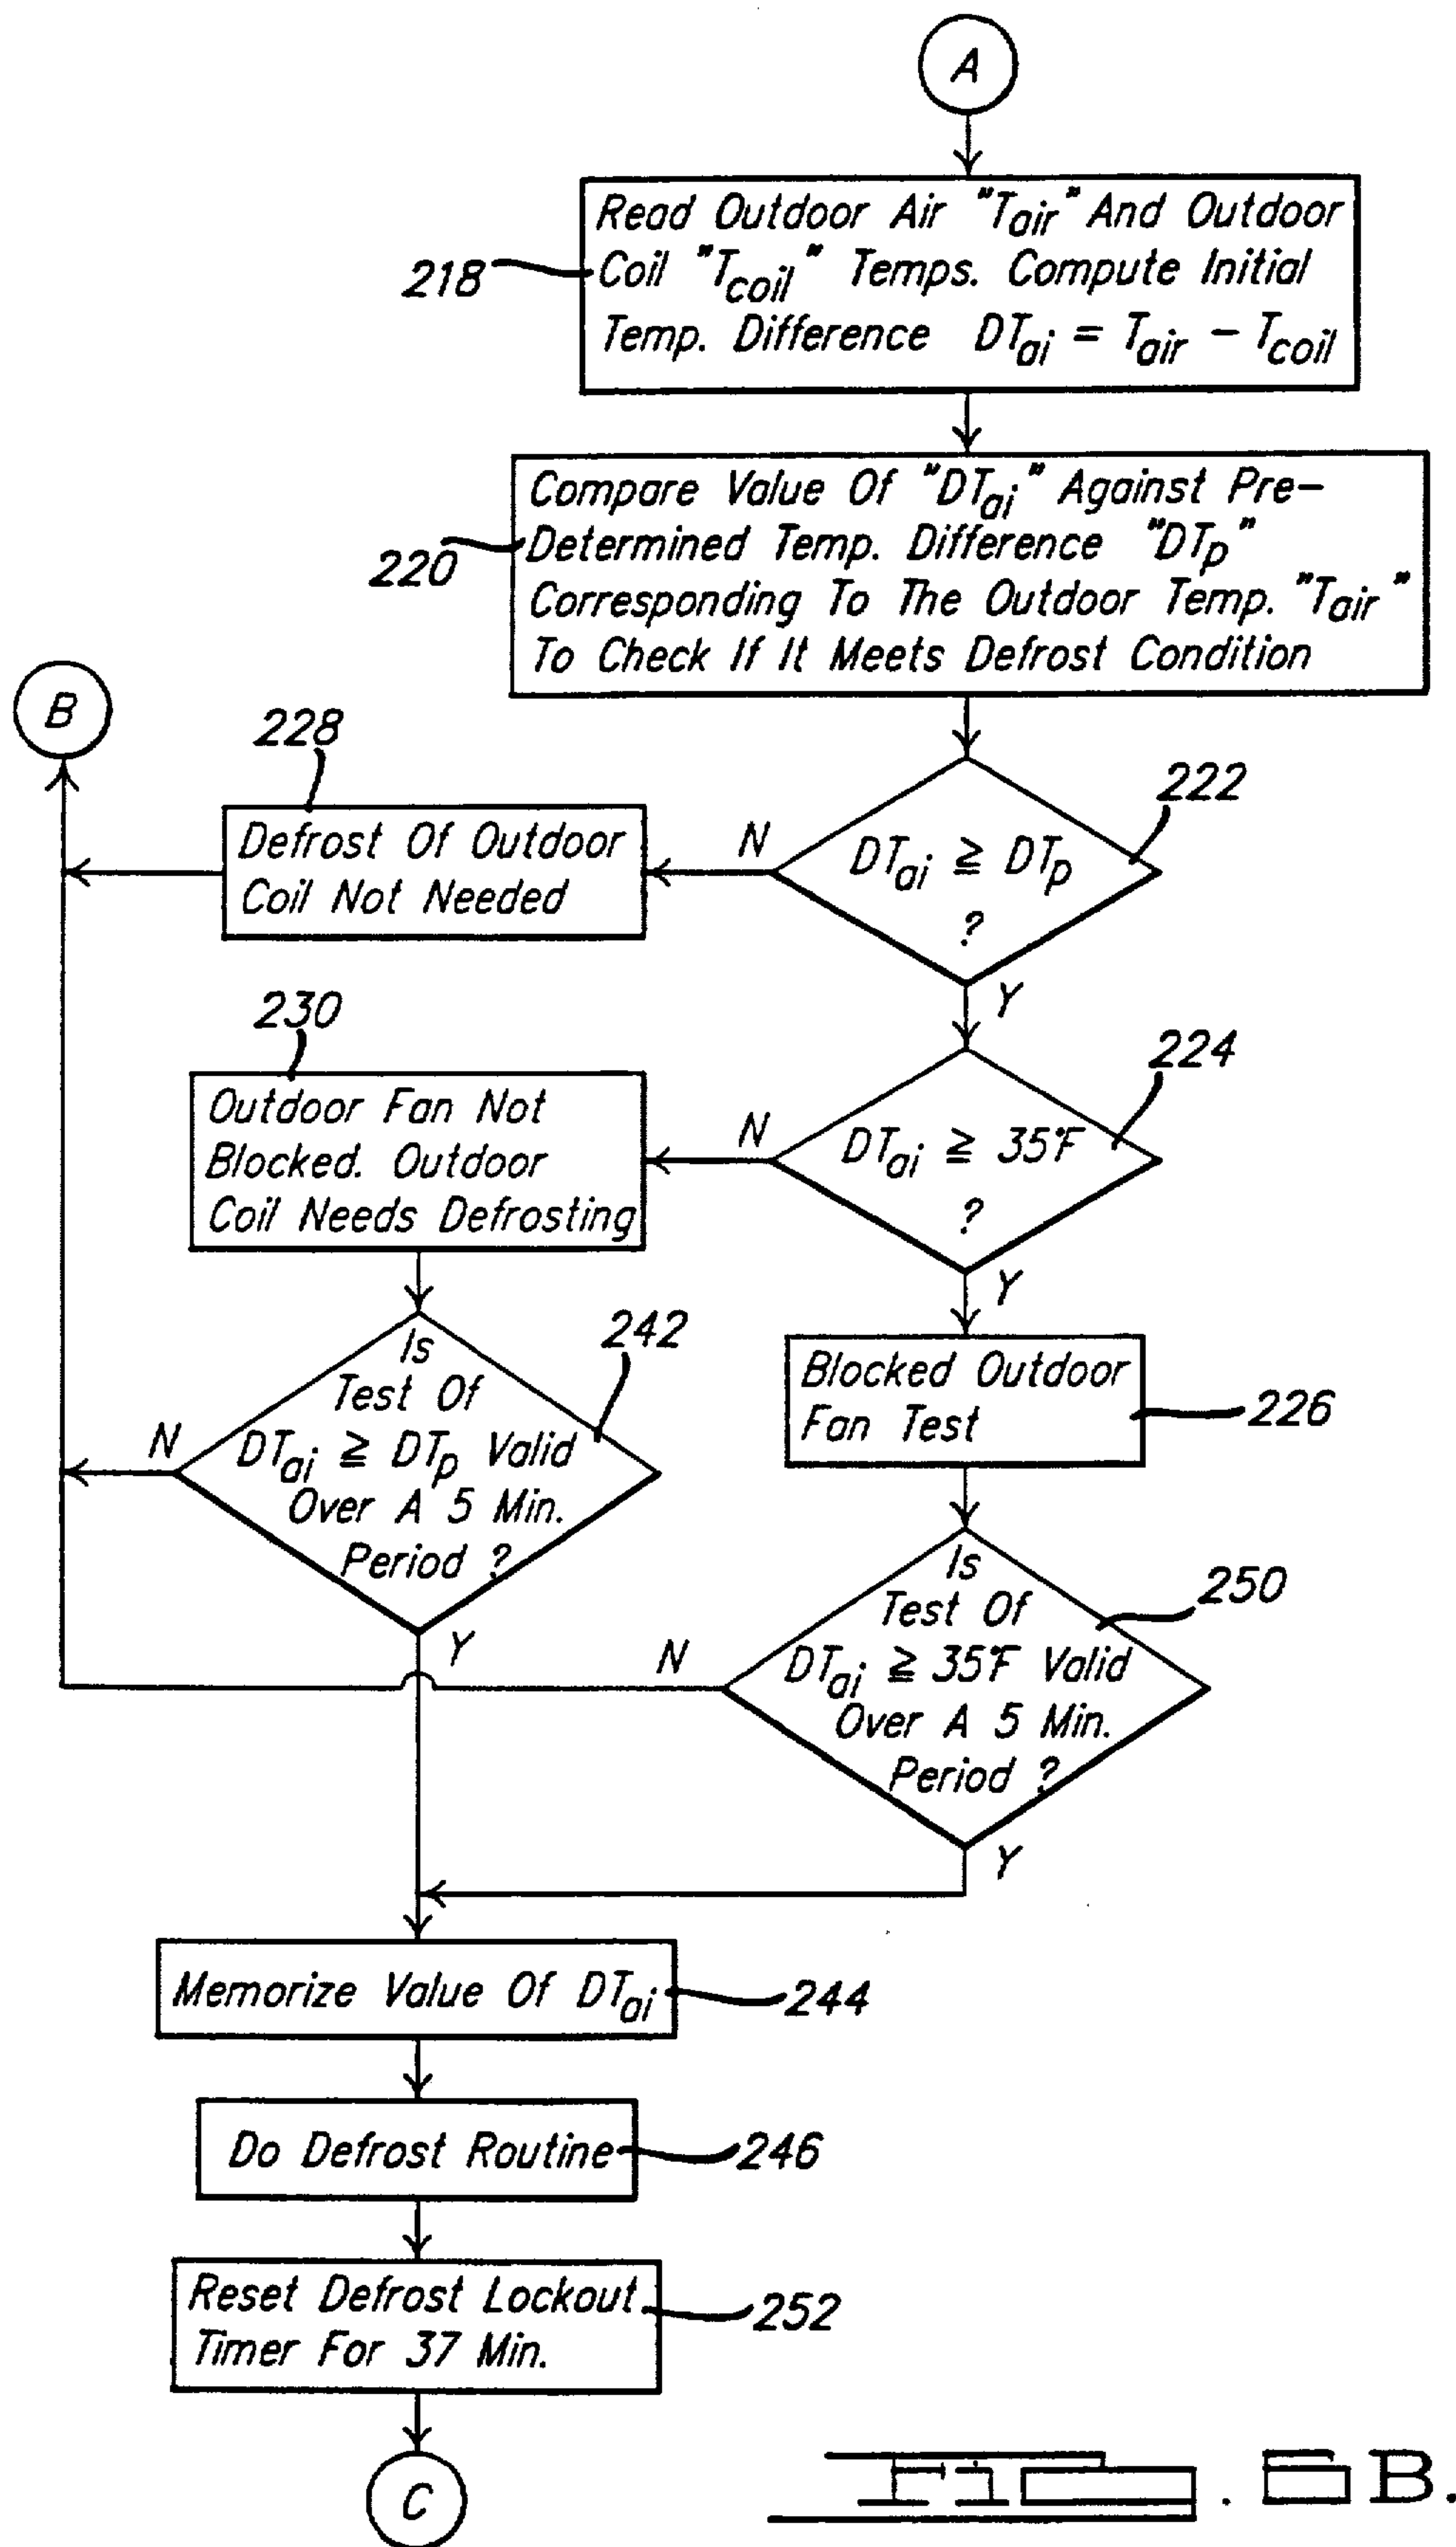 A
Read Outdoor Air "Tair" And Outdoor
Coil "Tcoil" Temps. Compute Initial
Temp. Difference DTai = Tair - Tcoil
218
Compare Value Of "DTai" Against Pre-
Determined Temp. Difference "DTp"
Corresponding To The Outdoor Temp. "Tair"
To Check If It Meets Defrost Condition
220
B
228
Defrost Of Outdoor
Coil Not Needed
N
DTai ≧ DTp
?
222
Y
230
Outdoor Fan Not
Blocked. Outdoor
Coil Needs Defrosting
N
DTai ≧ 35°F
?
224
Y
Is
Test Of
DTai ≧ DTp Valid
Over A 5 Min.
Period ?
242
N
Y
Blocked Outdoor
Fan Test
226
Is
Test Of
DTai ≧ 35°F Valid
Over A 5 Min.
Period ?
250
N
Y
Memorize Value Of DTai
244
Do Defrost Routine
246
Reset Defrost Lockout
Timer For 37 Min.
252
C